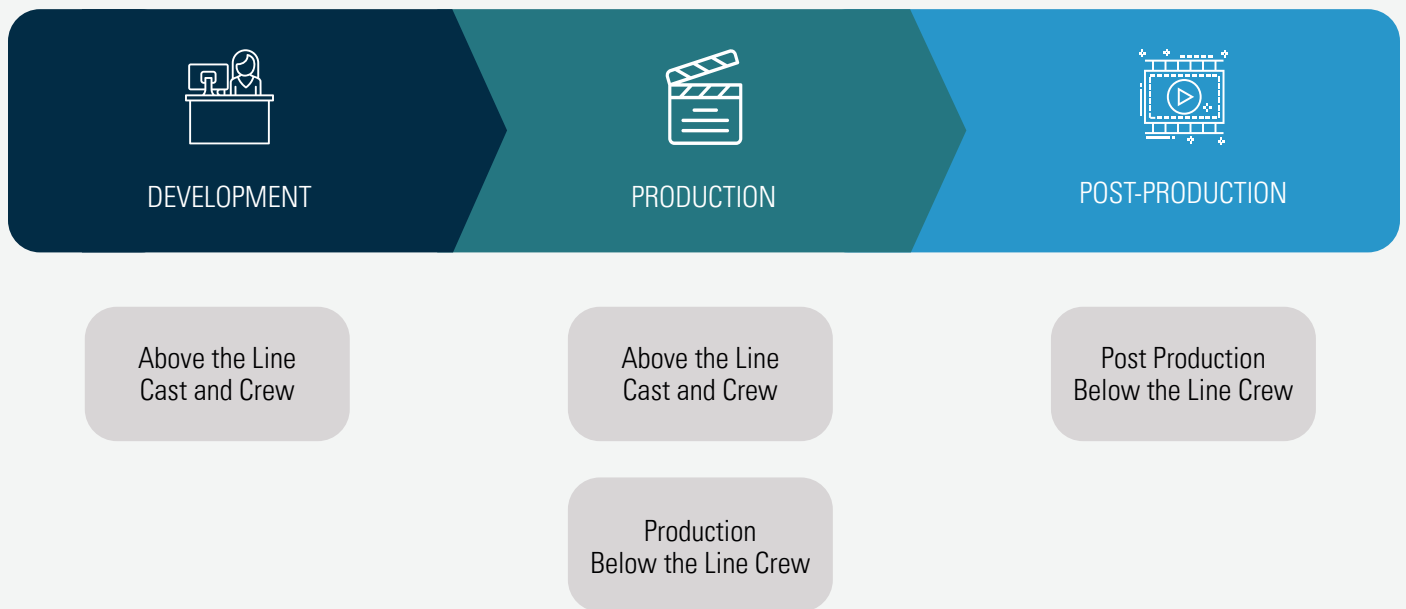 DEVELOPMENT
PRODUCTION
POST-PRODUCTION
Above the Line
Cast and Crew
Above the Line
Cast and Crew
Post Production
Below the Line Crew
Production
Below the Line Crew